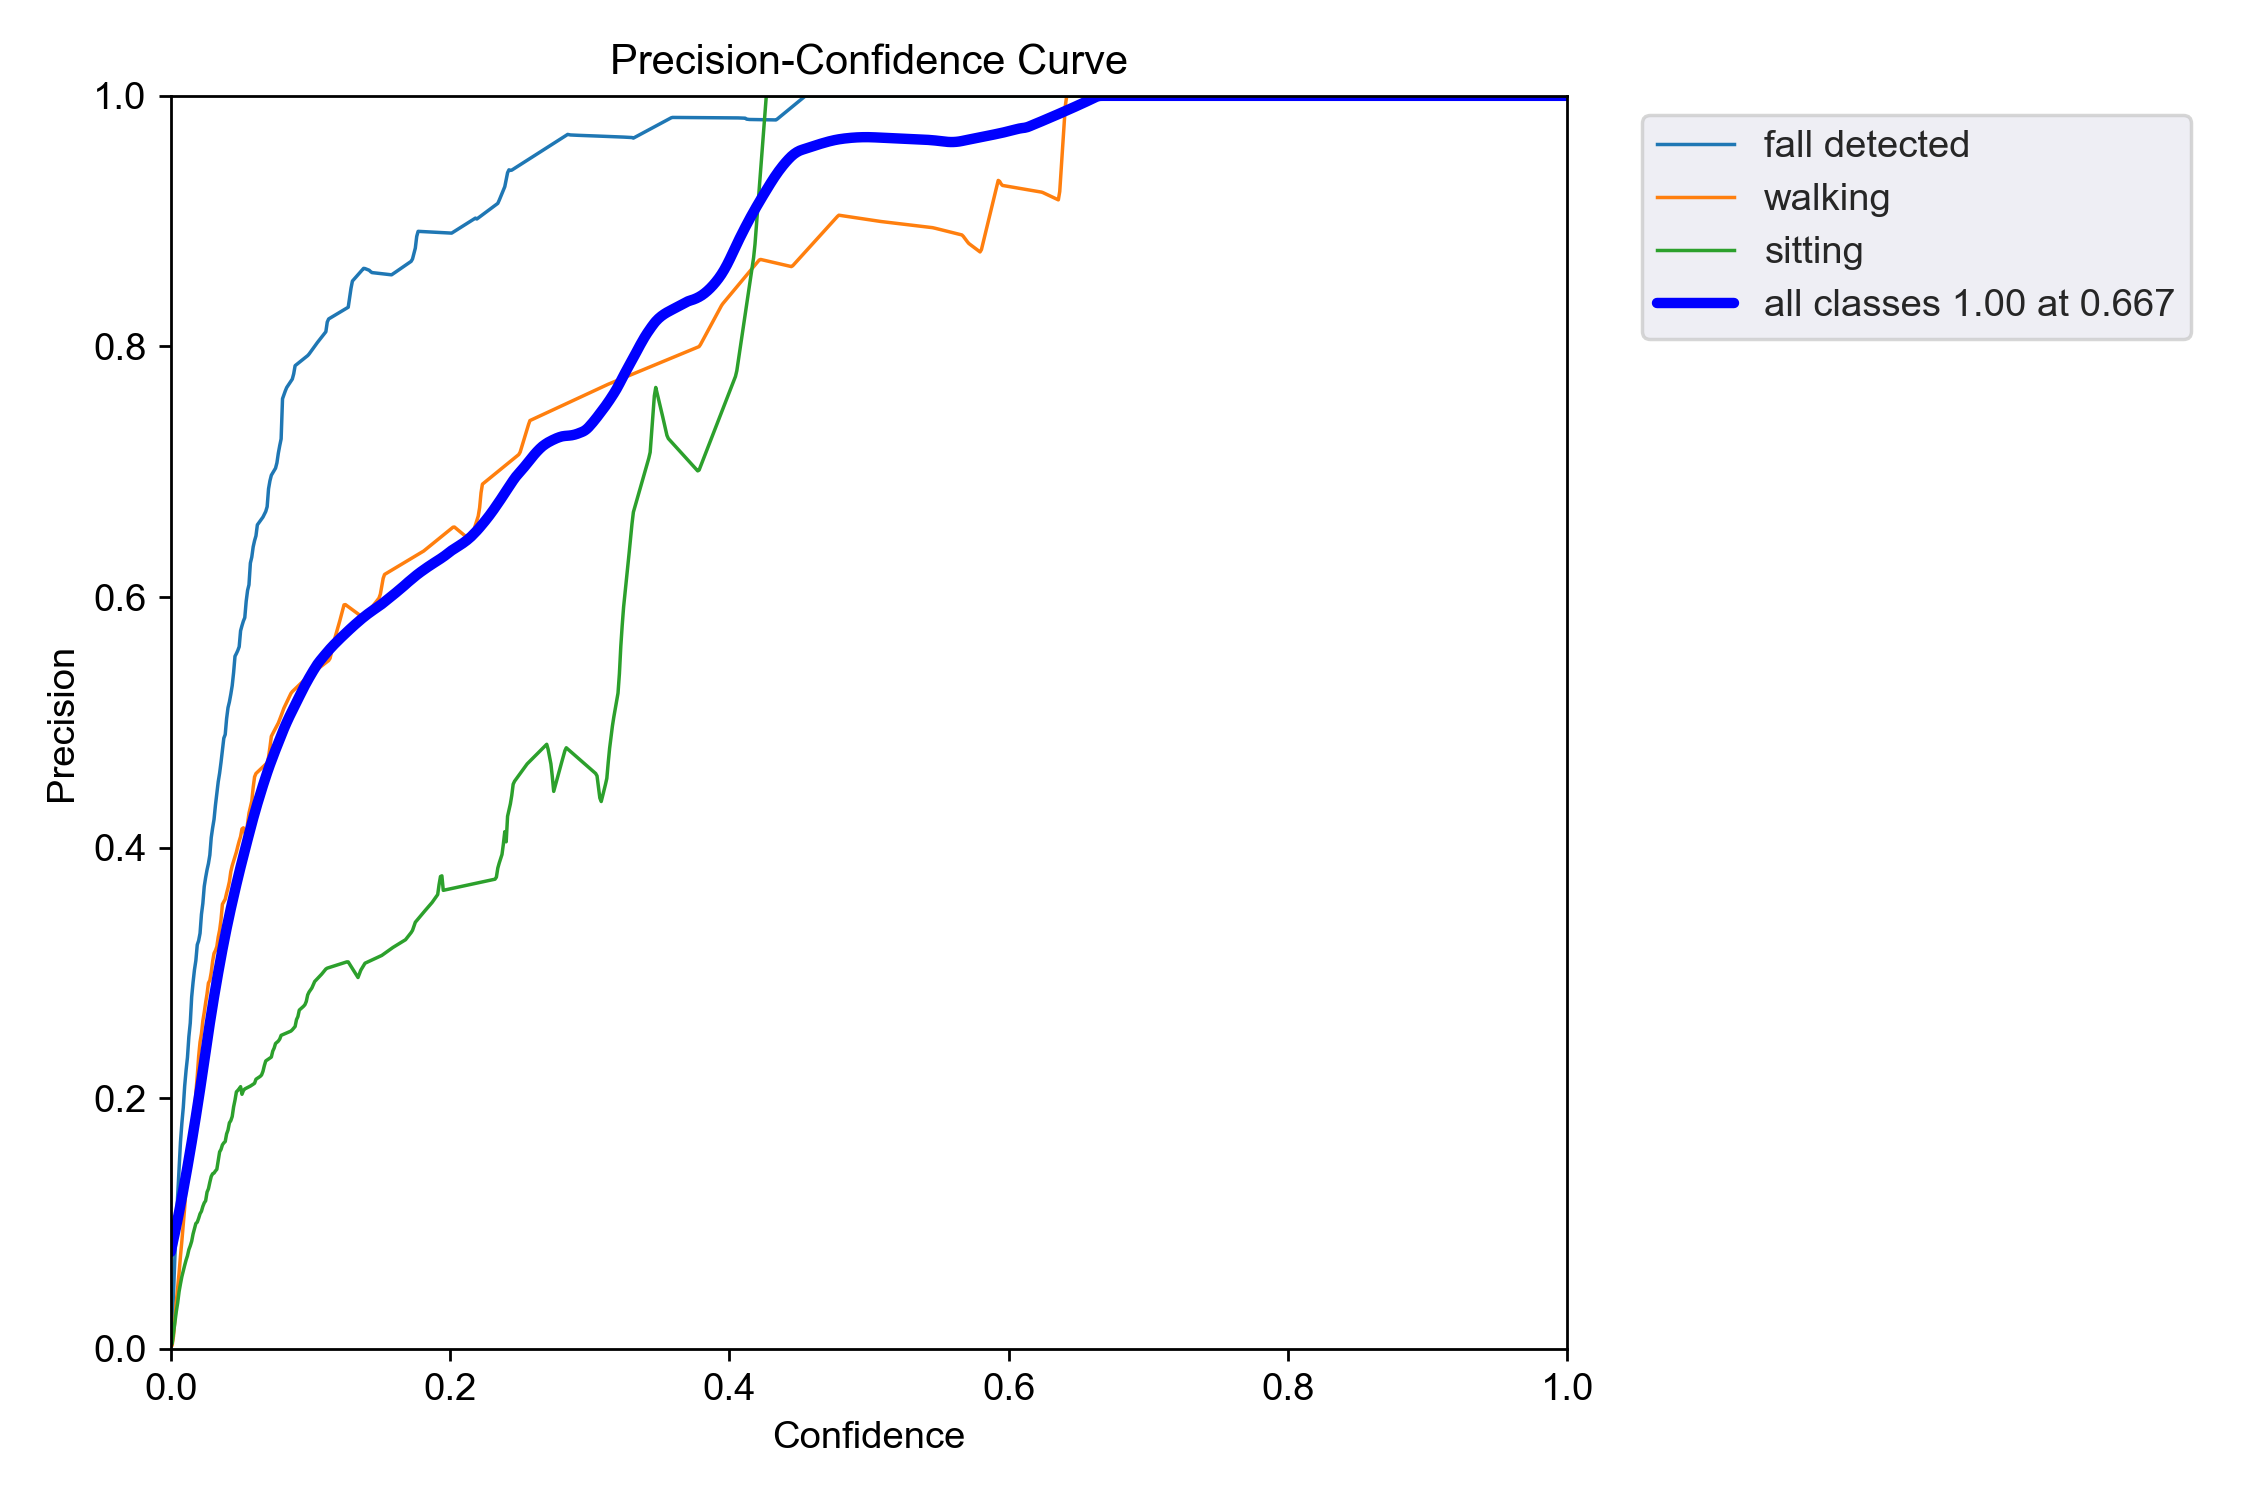 Precision-Confidence Curve
1.0
0.8
0.6
0.4
0.2
0.0
Precision
0.0 0.2 0.4 0.6 0.8 1.0
Confidence
fall detected
walking
sitting
all classes 1.00 at 0.667